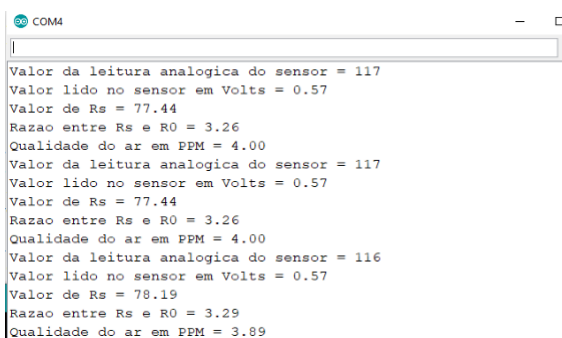 COM4
Valor da leitura analogica do sensor = 117
Valor lido no sensor em Volts = 0.57
Valor de Rs = 77.44
Razao entre Rs e R0 = 3.26
Qualidade do ar em PPM = 4.00
Valor da leitura analogica do sensor = 117
Valor lido no sensor em Volts = 0.57
Valor de Rs = 77.44
Razao entre Rs e R0 = 3.26
Qualidade do ar em PPM = 4.00
Valor da leitura analogica do sensor = 116
Valor lido no sensor em Volts = 0.57
Valor de Rs = 78.19
Razao entre Rs e R0 = 3.29
Qualidade do ar em PPM = 3.89